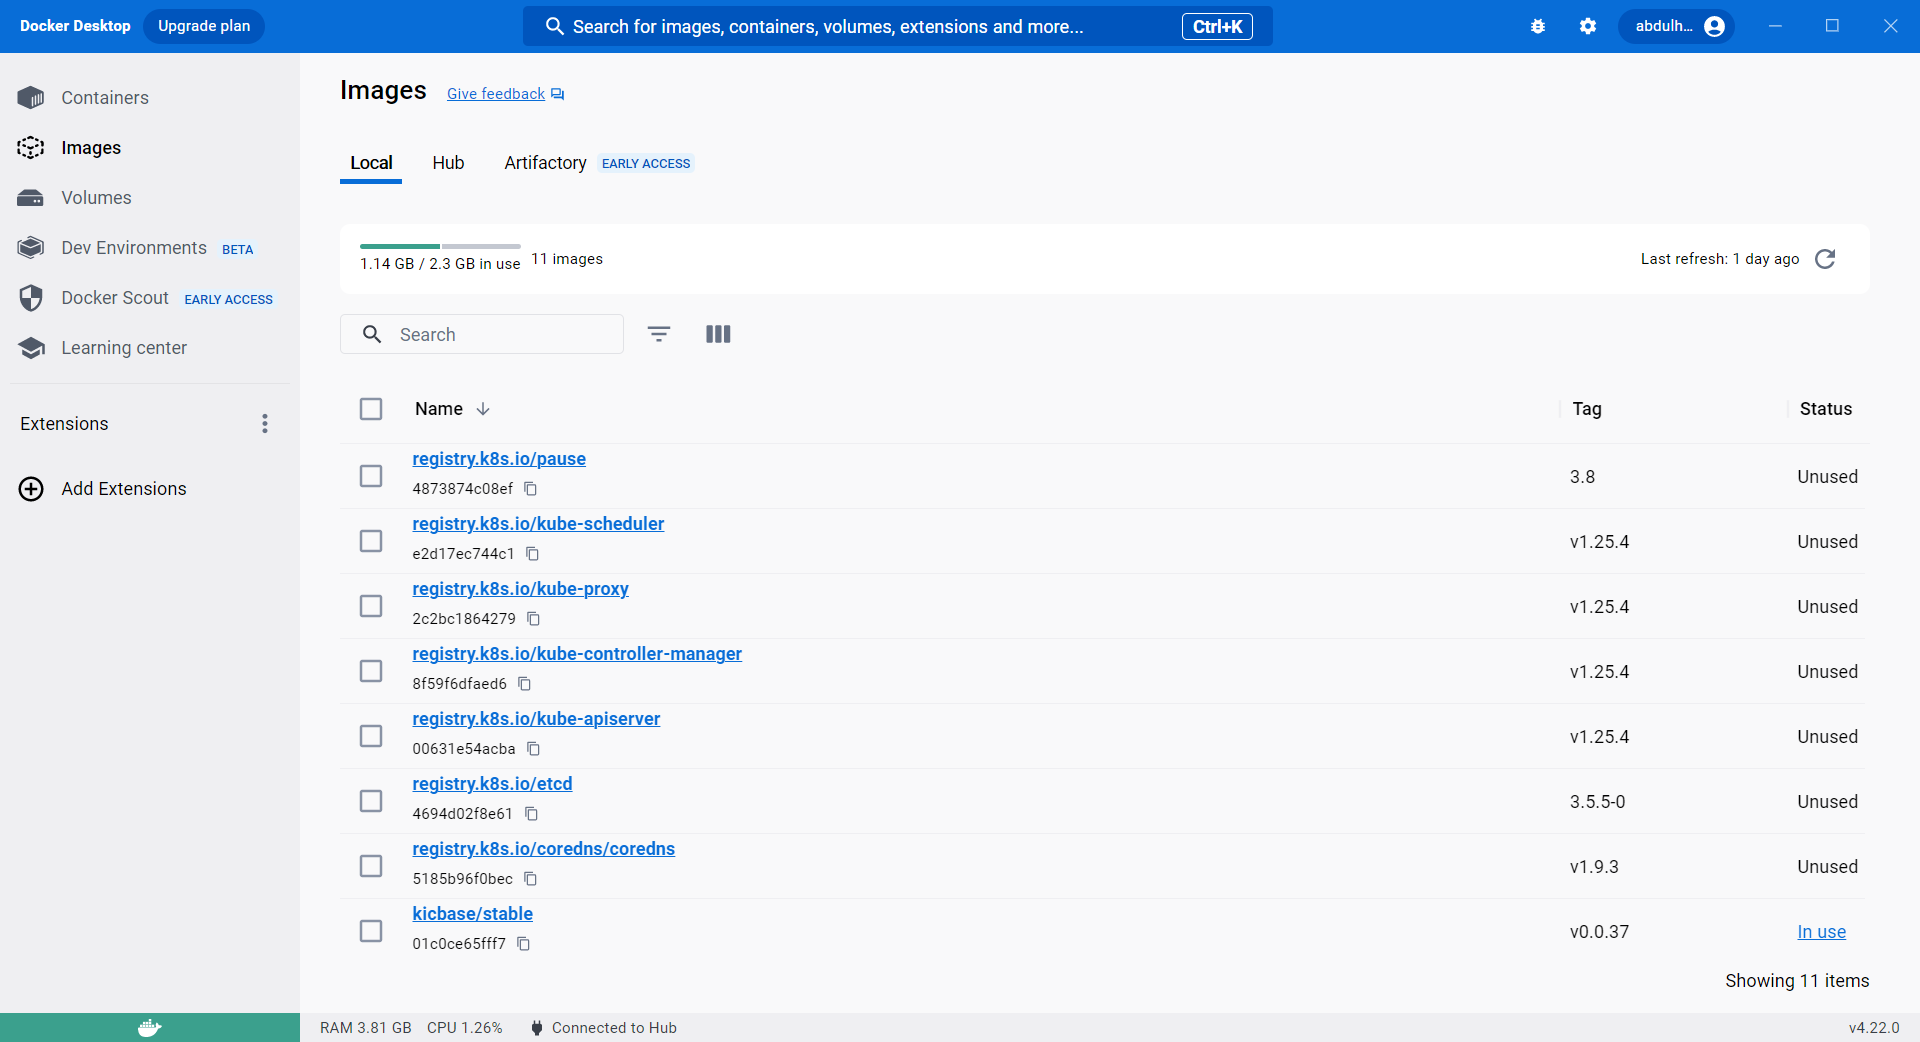 Docker Desktop Upgrade plan Search for images, containers, volumes, extensions and more... Ctrl+K abdulh...
Containers
Images
Volumes
Dev Environments BETA
Docker Scout EARLY ACCESS
Learning center
Extensions
Add Extensions
Images Give feedback
Local Hub Artifactory EARLY ACCESS
1.14 GB / 2.3 GB in use 11 images Last refresh: 1 day ago
Search
Name Tag Status
registry.k8s.io/pause
4873874c08ef 3.8 Unused
registry.k8s.io/kube-scheduler
e2d17ec744c1 v1.25.4 Unused
registry.k8s.io/kube-proxy
2c2bc1864279 v1.25.4 Unused
registry.k8s.io/kube-controller-manager
8f59f6dfaed6 v1.25.4 Unused
registry.k8s.io/kube-apiserver
00631e54acba v1.25.4 Unused
registry.k8s.io/etcd
4694d02f8e61 3.5.5-0 Unused
registry.k8s.io/coredns/coredns
5185b96f0bec v1.9.3 Unused
kicbase/stable
01c0ce65fff7 v0.0.37 In use
Showing 11 items
RAM 3.81 GB CPU 1.26% Connected to Hub v4.22.0